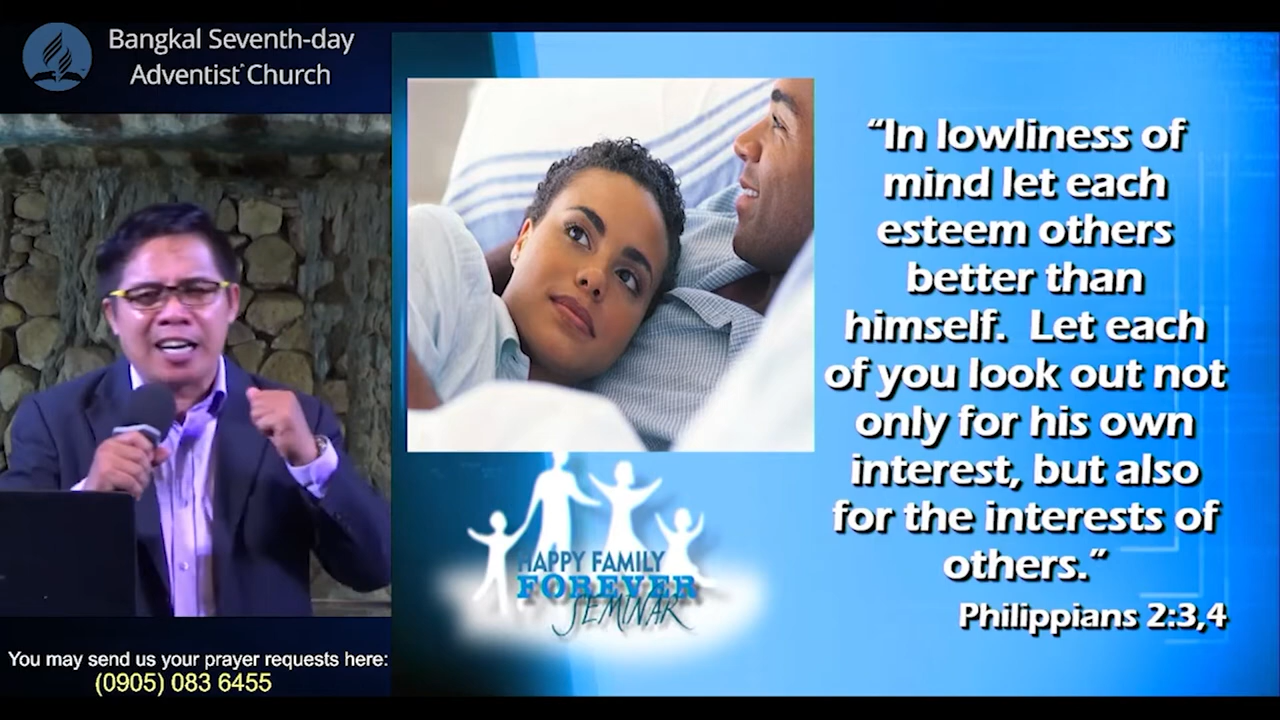 Bangkal Seventh-day
Adventist® Church
“In lowliness of
mind let each
esteem others
better than
himself. Let each
of you look out not
only for his own
interest, but also
for the interests of
others.”
Philippians 2:3,4
HAPPY FAMILY
FOREVER
SEMINAR
You may send us your prayer requests here:
(0905) 083 6455